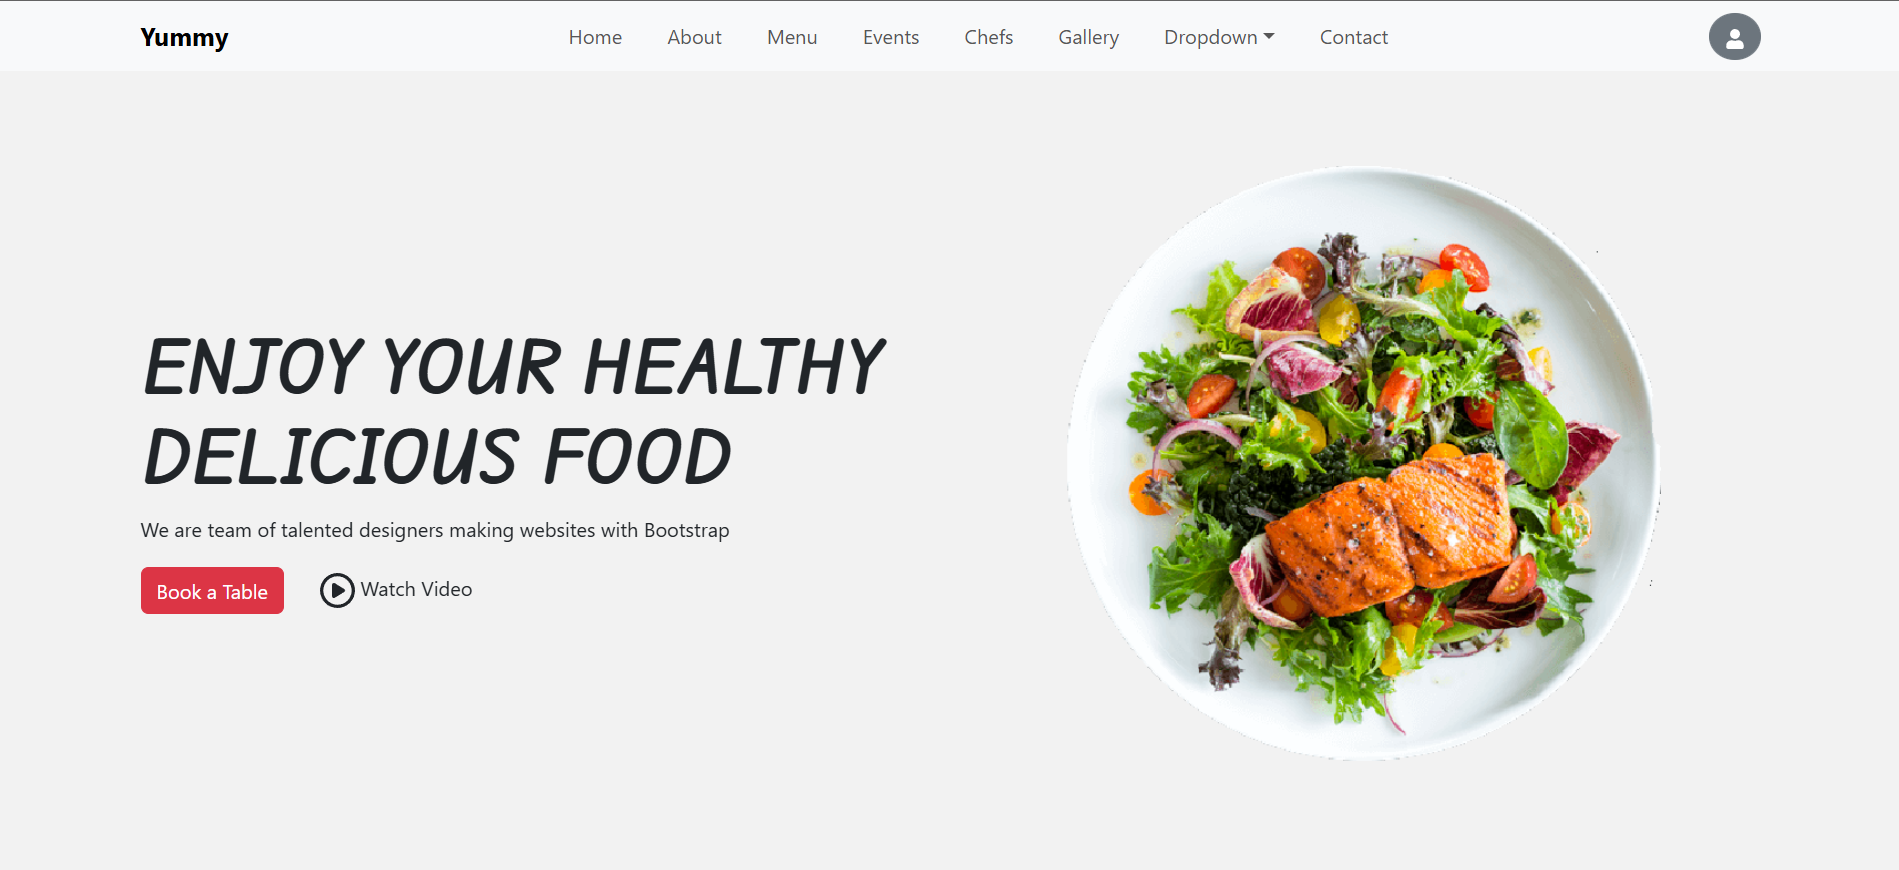 Yummy
Home About Menu Events Chefs Gallery Dropdown Contact
ENJOY YOUR HEALTHY
DELICIOUS FOOD
We are team of talented designers making websites with Bootstrap
Book a Table
Watch Video